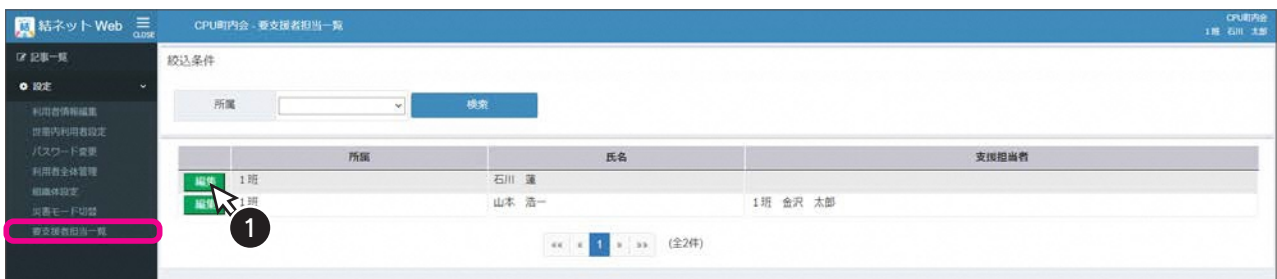 結ネット Web
CLOSE
CPU町内会 - 要支援者担当一覧
CPU町内会
1班 石川 太郎
記事一覧
設定
利用者情報編集
世帯内利用者設定
パスワード変更
利用者全体管理
組織体設定
災害モード切替
要支援者担当一覧
絞込条件
所属
検索
所属 氏名 支援担当者
編集 1班 石川 蓮
編集 1班 山本 浩一 1班 金沢 太郎
1
«« « 1 » »» (全2件)